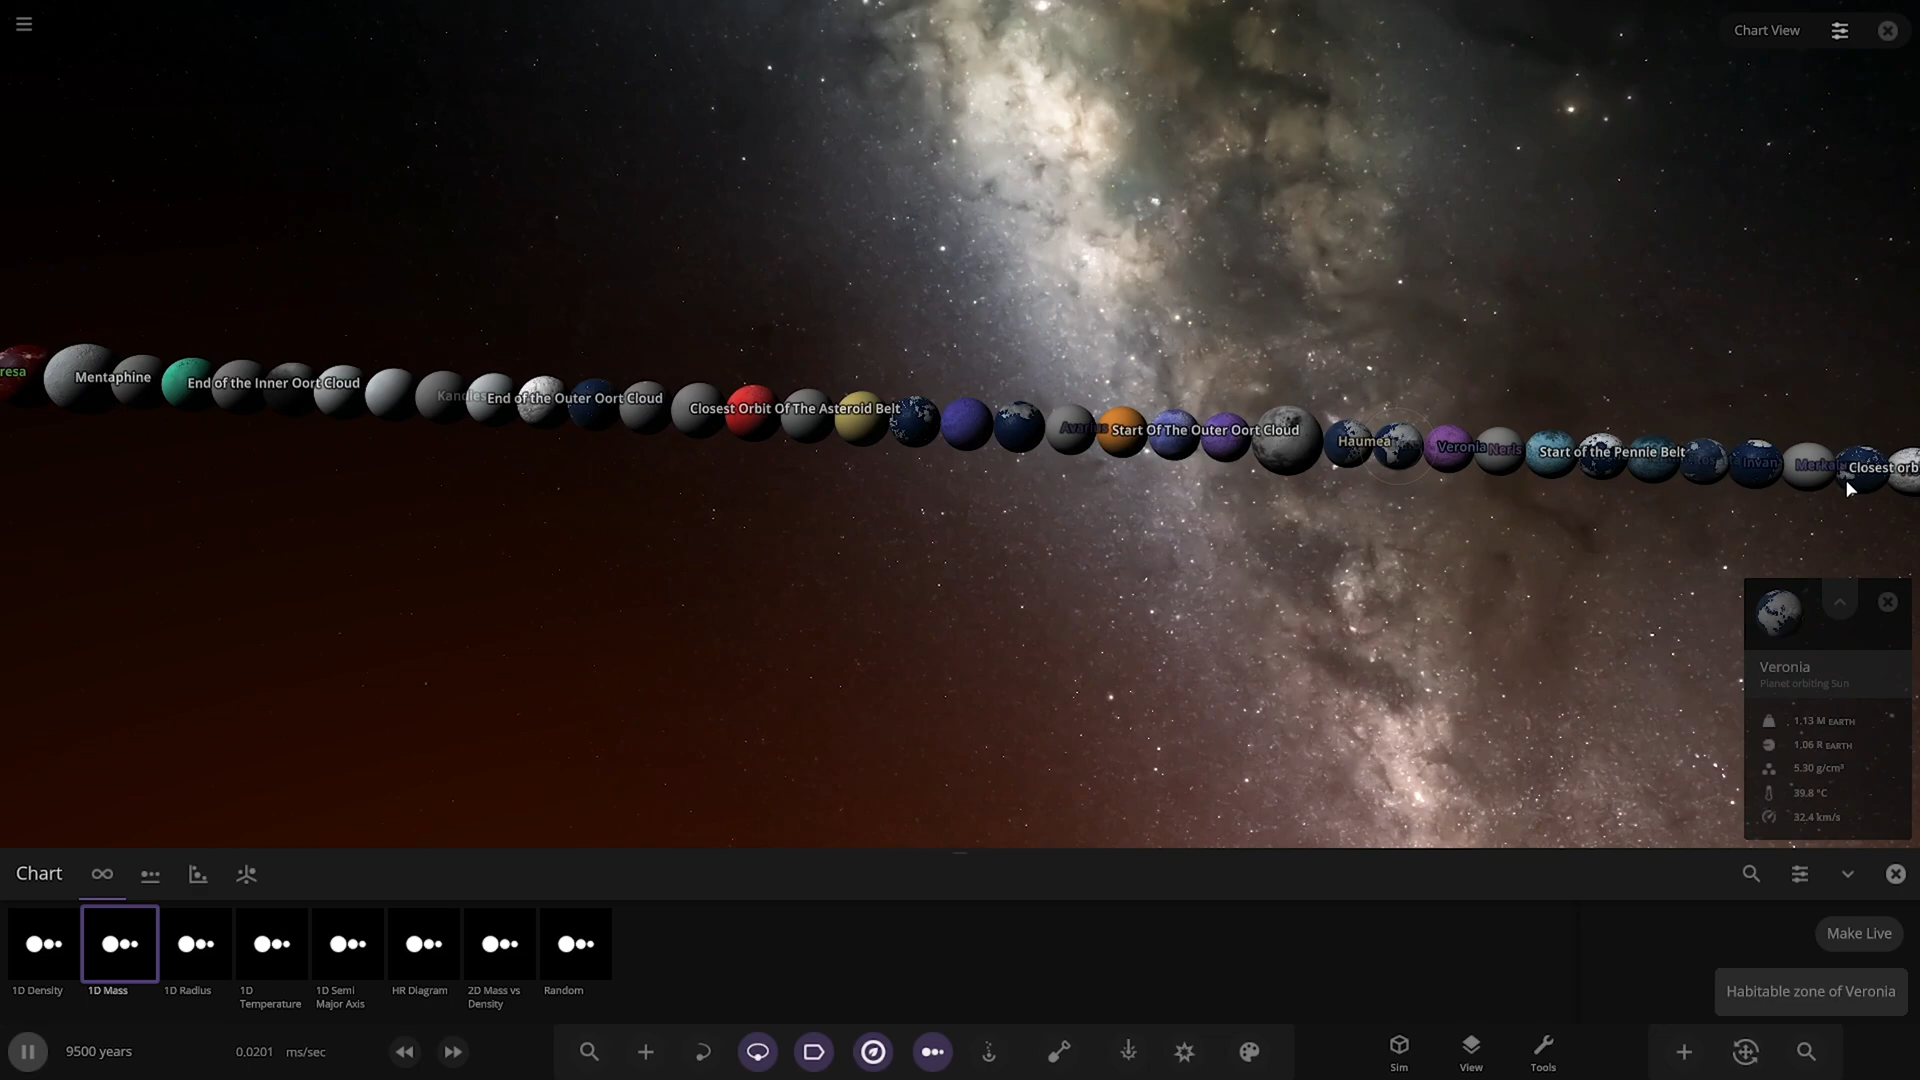 Chart View
resa
Mentaphine
End of the Inner Oort Cloud
End of the Outer Oort Cloud
Closest Orbit Of The Asteroid Belt
Start Of The Outer Oort Cloud
Haumea
Veronia
Neris
Start of the Pennie Belt
Invan
Closest orb
Veronia
Planet orbiting Sun
1.13 M EARTH
1.06 R EARTH
5.30 g/cm³
39.8 °C
32.4 km/s
Chart
1D Density
1D Mass
1D Radius
1D
Temperature
1D Semi
Major Axis
HR Diagram
2D Mass vs
Density
Random
Make Live
Habitable zone of Veronia
9500 years
0.0201 ms/sec
Sim
View
Tools